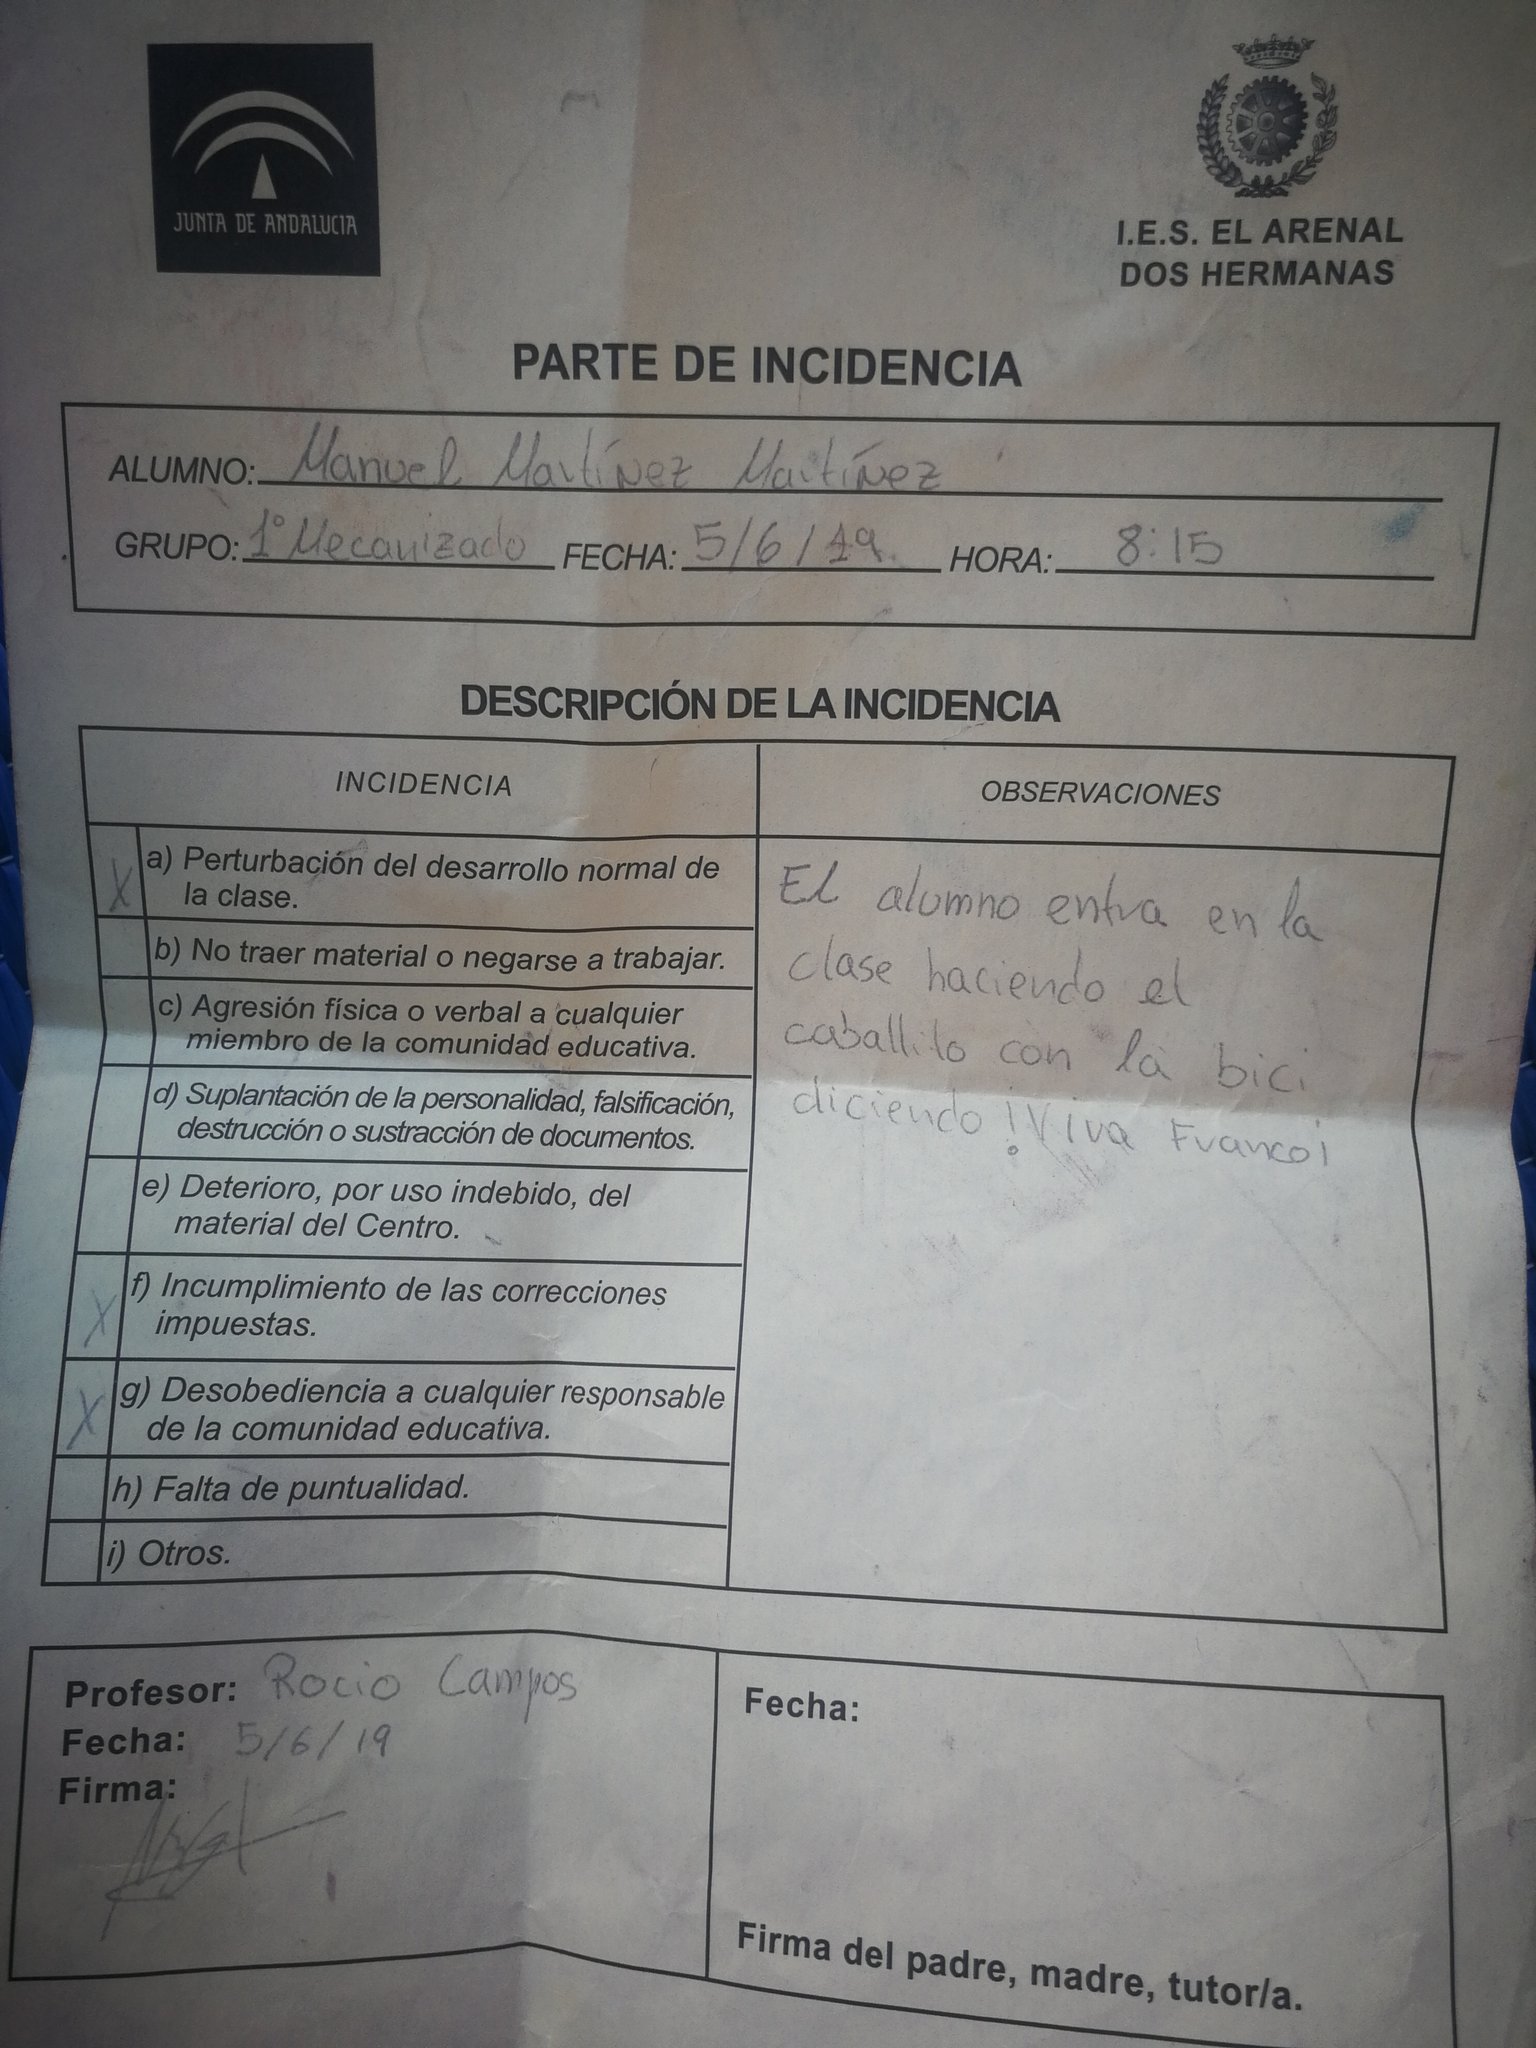 JUNTA DE ANDALUCIA
I.E.S. EL ARENAL
DOS HERMANAS
PARTE DE INCIDENCIA
ALUMNO: Manuel Martínez Martínez
GRUPO: 1º Mecanizado FECHA: 5/6/19. HORA: 8:15
DESCRIPCIÓN DE LA INCIDENCIA
INCIDENCIA
OBSERVACIONES
X a) Perturbación del desarrollo normal de
la clase.
b) No traer material o negarse a trabajar.
c) Agresión física o verbal a cualquier
miembro de la comunidad educativa.
d) Suplantación de la personalidad, falsificación,
destrucción o sustracción de documentos.
e) Deterioro, por uso indebido, del
material del Centro.
X f) Incumplimiento de las correcciones
impuestas.
X g) Desobediencia a cualquier responsable
de la comunidad educativa.
h) Falta de puntualidad.
i) Otros.
El alumno entra en la
clase haciendo el
caballito con la bici
diciendo !Viva Franco¡
Profesor: Rocio Campos
Fecha: 5/6/19
Firma:
Fecha:
Firma del padre, madre, tutor/a.